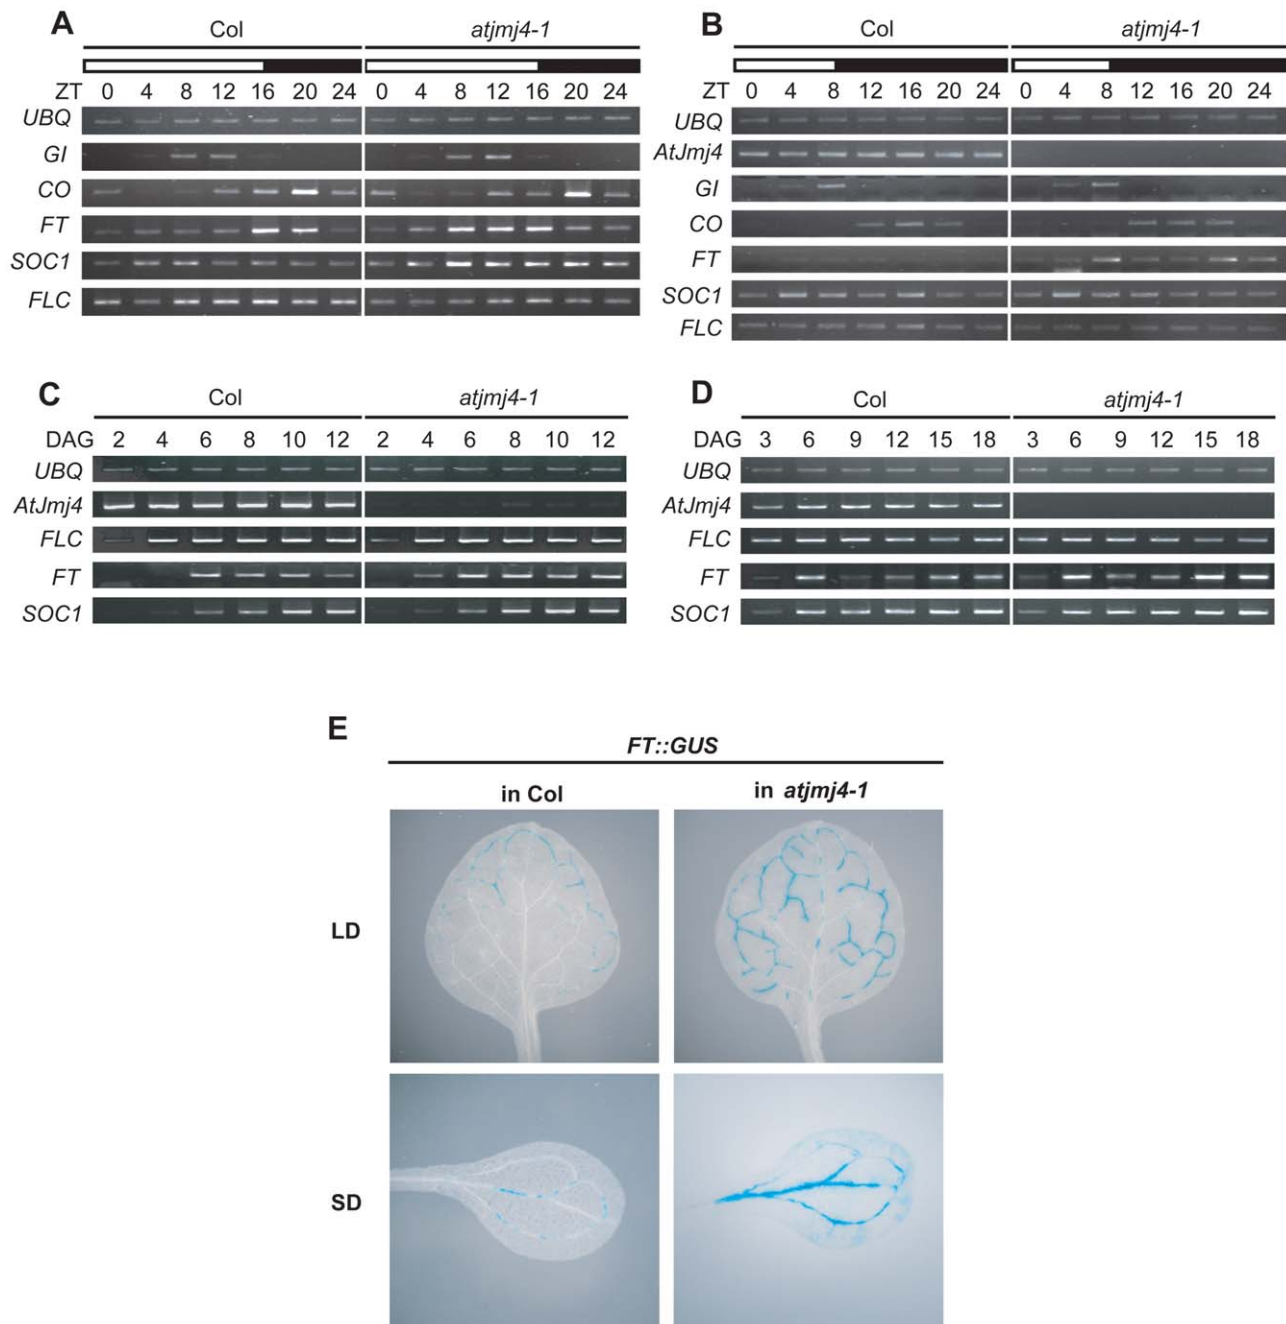 A
Col atjmj4-1
ZT 0 4 8 12 16 20 24 0 4 8 12 16 20 24
UBQ
GI
CO
FT
SOC1
FLC
B
Col atjmj4-1
ZT 0 4 8 12 16 20 24 0 4 8 12 16 20 24
UBQ
AtJmj4
GI
CO
FT
SOC1
FLC
C
Col atjmj4-1
DAG 2 4 6 8 10 12 2 4 6 8 10 12
UBQ
AtJmj4
FLC
FT
SOC1
D
Col atjmj4-1
DAG 3 6 9 12 15 18 3 6 9 12 15 18
UBQ
AtJmj4
FLC
FT
SOC1
E
FT::GUS
in Col in atjmj4-1
LD
SD